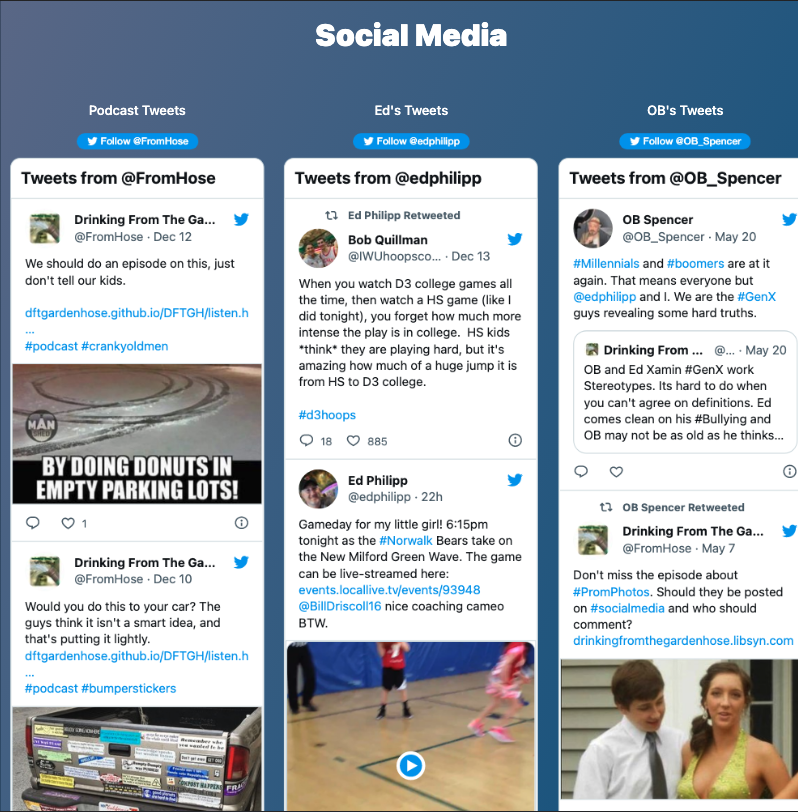 Social Media
Podcast Tweets
Follow @FromHose
Tweets from @FromHose
Drinking From The Ga...
@FromHose · Dec 12
We should do an episode on this, just
don't tell our kids.
dftgardenhose.github.io/DFTGH/listen.h
...
#podcast #crankyoldmen
MAN
BY DOING DONUTS IN
EMPTY PARKING LOTS!
1
Drinking From The Ga...
@FromHose · Dec 10
Would you do this to your car? The
guys think it isn't a smart idea, and
that's putting it lightly.
dftgardenhose.github.io/DFTGH/listen.h
...
#podcast #bumperstickers
Remember who
you wanted to be
Ed's Tweets
Follow @edphilipp
Tweets from @edphilipp
Ed Philipp Retweeted
Bob Quillman
@IWUhoopsco... · Dec 13
When you watch D3 college games all
the time, then watch a HS game (like I
did tonight), you forget how much more
intense the play is in college. HS kids
*think* they are playing hard, but it's
amazing how much of a huge jump it is
from HS to D3 college.
#d3hoops
18 885
Ed Philipp
@edphilipp · 22h
Gameday for my little girl! 6:15pm
tonight as the #Norwalk Bears take on
the New Milford Green Wave. The game
can be live-streamed here:
events.locallive.tv/events/93948
@BillDriscoll16 nice coaching cameo
BTW.
OB's Tweets
Follow @OB_Spencer
Tweets from @OB_Spencer
OB Spencer
@OB_Spencer · May 20
#Millennials and #boomers are at it
again. That means everyone but
@edphilipp and I. We are the #GenX
guys revealing some hard truths.
Drinking From ... @... · May 20
OB and Ed Xamin #GenX work
Stereotypes. Its hard to do when
you can't agree on definitions. Ed
comes clean on his #Bullying and
OB may not be as old as he thinks...
OB Spencer Retweeted
Drinking From The Ga...
@FromHose · May 7
Don't miss the episode about
#PromPhotos. Should they be posted
on #socialmedia and who should
comment?
drinkingfromthegardenhose.libsyn.com